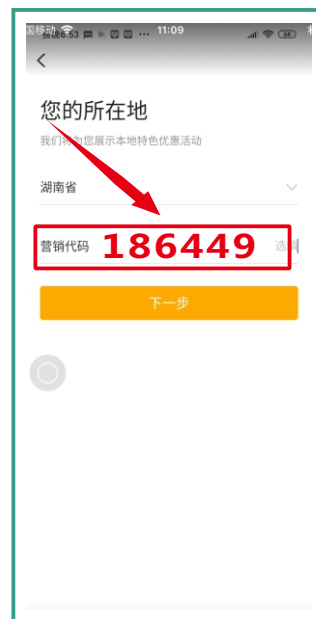 11:09
您的所在地
我们将为您展示本地特色优惠活动
湖南省
营销代码 186449
下一步